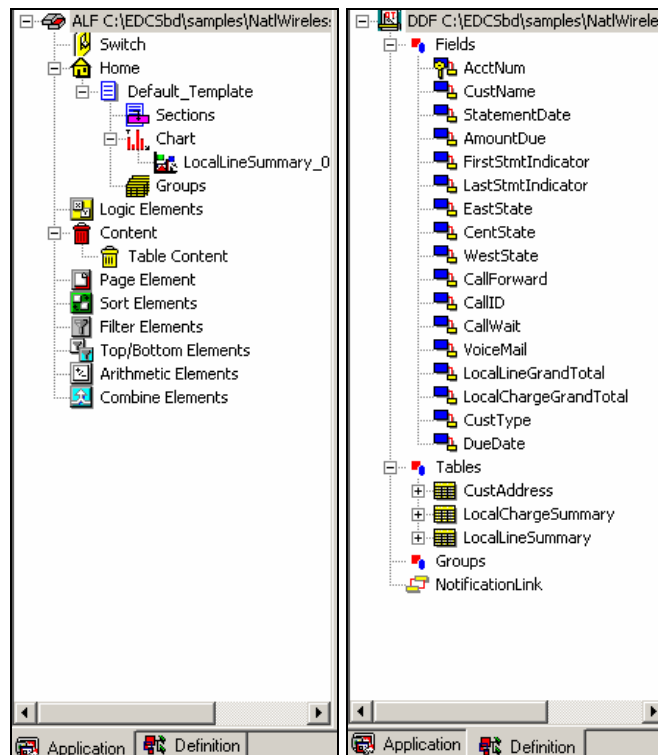 ALF C:\EDCSbd\samples\NatlWireles
Switch
Home
Default_Template
Sections
Chart
LocalLineSummary_0
Groups
Logic Elements
Content
Table Content
Page Element
Sort Elements
Filter Elements
Top/Bottom Elements
Arithmetic Elements
Combine Elements
Application
Definition
DDF C:\EDCSbd\samples\NatlWirele
Fields
AcctNum
CustName
StatementDate
AmountDue
FirstStmtIndicator
LastStmtIndicator
EastState
CentState
WestState
CallForward
CallID
CallWait
VoiceMail
LocalLineGrandTotal
LocalChargeGrandTotal
CustType
DueDate
Tables
CustAddress
LocalChargeSummary
LocalLineSummary
Groups
NotificationLink
Application
Definition